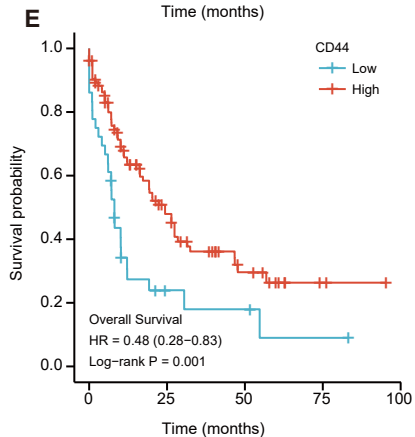 Time (months)
E
CD44
Low
High
Survival probability
1.0
0.8
0.6
0.4
0.2
0.0
Overall Survival
HR = 0.48 (0.28−0.83)
Log−rank P = 0.001
0 25 50 75 100
Time (months)